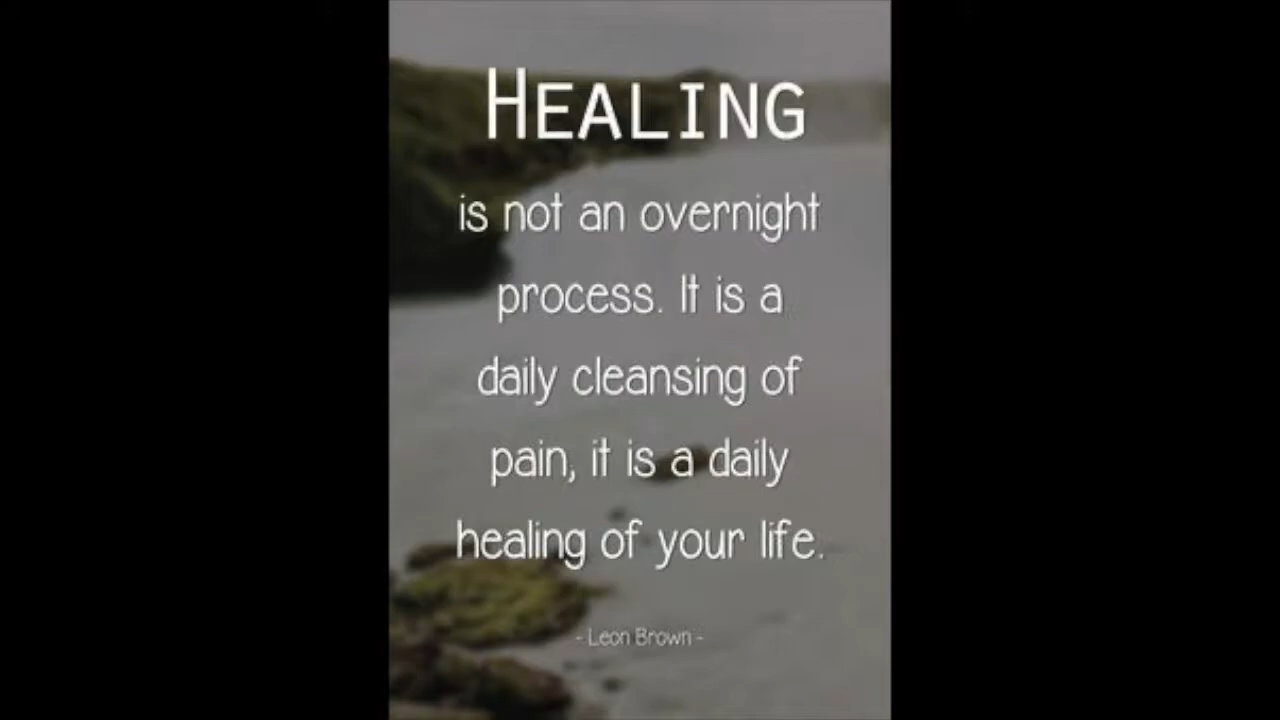 HEALING
is not an overnight
process. It is a
daily cleansing of
pain, it is a daily
healing of your life.
- Leon Brown -